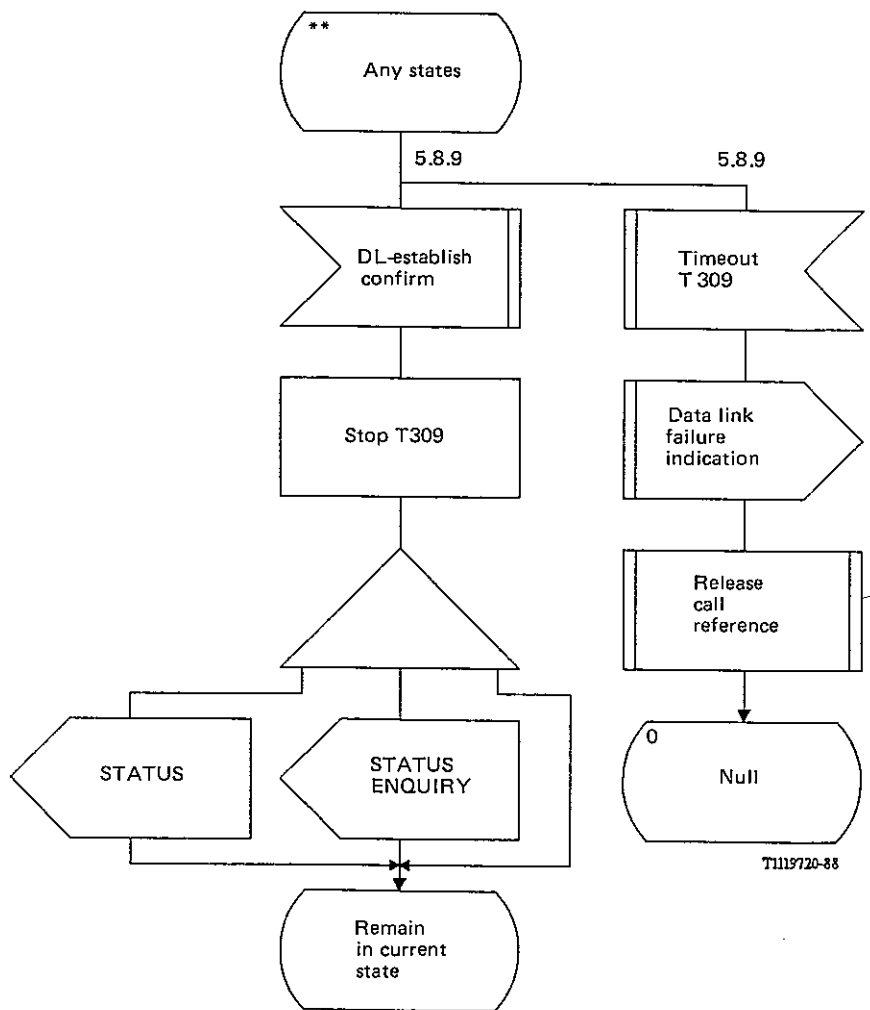 **
Any states
5.8.9
5.8.9
DL-establish
confirm
Timeout
T 309
Stop T309
Data link
failure
indication
Release
call
reference
STATUS
STATUS
ENQUIRY
0
Null
T1119720-88
Remain
in current
state